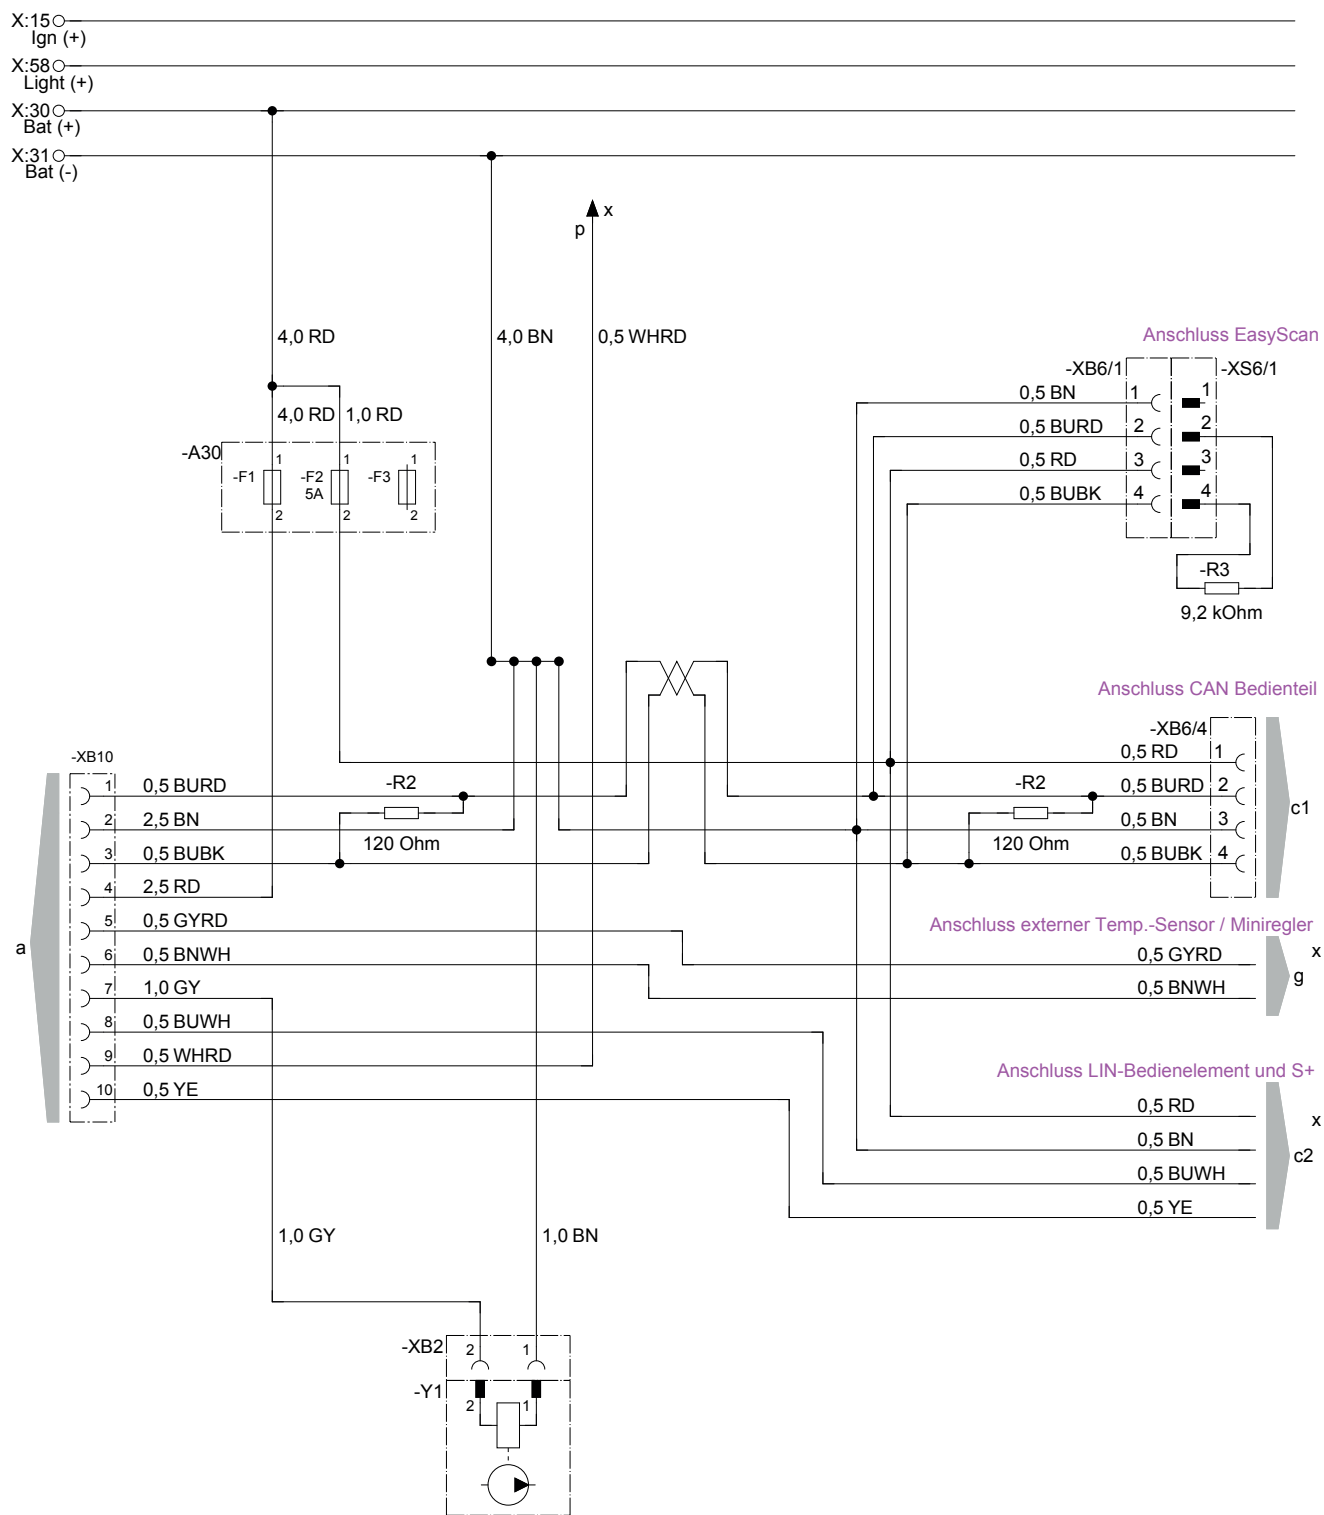 X:15
Ign (+)
X:58
Light (+)
X:30
Bat (+)
X:31
Bat (-)
x
p
4,0 RD
4,0 BN
0,5 WHRD
Anschluss EasyScan
-XB6/1
-XS6/1
0,5 BN 1 1
0,5 BURD 2 2
0,5 RD 3 3
0,5 BUBK 4 4
-R3
9,2 kOhm
4,0 RD
1,0 RD
-A30
1 1 1
-F1 -F2 -F3
5A
2 2 2
Anschluss CAN Bedienteil
-XB6/4
0,5 RD 1
0,5 BURD 2
0,5 BN 3
0,5 BUBK 4
c1
-R2
120 Ohm
-R2
120 Ohm
-XB10
1 0,5 BURD
2 2,5 BN
3 0,5 BUBK
4 2,5 RD
5 0,5 GYRD
6 0,5 BNWH
7 1,0 GY
8 0,5 BUWH
9 0,5 WHRD
10 0,5 YE
a
Anschluss externer Temp.-Sensor / Miniregler
0,5 GYRD
0,5 BNWH
x
g
Anschluss LIN-Bedienelement und S+
0,5 RD
0,5 BN
0,5 BUWH
0,5 YE
x
c2
1,0 GY
1,0 BN
-XB2 2 1
-Y1
2 1